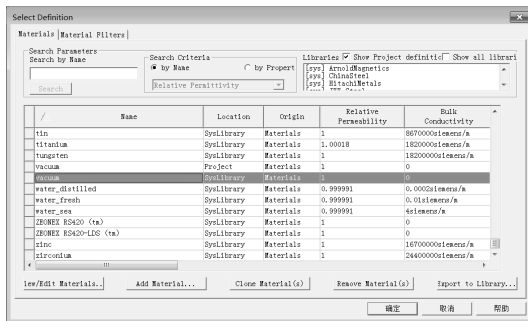 Select Definition
Materials | Material Filters
Search Parameters
Search by Name
Search
Search Criteria
by Name by Propert
Relative Permittivity
Libraries Show Project definitic Show all librari
[sys] ArnoldMagnetics
[sys] ChinaSteel
[sys] HitachiMetals
/ Name Location Origin Relative Permeability Bulk Conductivity
tin SysLibrary Materials 1 8670000siemens/m
titanium SysLibrary Materials 1.00018 1820000siemens/m
tungsten SysLibrary Materials 1 18200000siemens/m
vacuum Project Materials 1 0
vacuum SysLibrary Materials 1 0
water_distilled SysLibrary Materials 0.999991 0.0002siemens/m
water_fresh SysLibrary Materials 0.999991 0.01siemens/m
water_sea SysLibrary Materials 0.999991 4siemens/m
ZEONEX RS420 (tm) SysLibrary Materials 1 0
ZEONEX RS420-LDS (tm) SysLibrary Materials 1 0
zinc SysLibrary Materials 1 16700000siemens/m
zirconium SysLibrary Materials 1 24400000siemens/m
iew/Edit Materials.. Add Material... Clone Material(s) Remove Material(s) Export to Library...
确定 取消 帮助